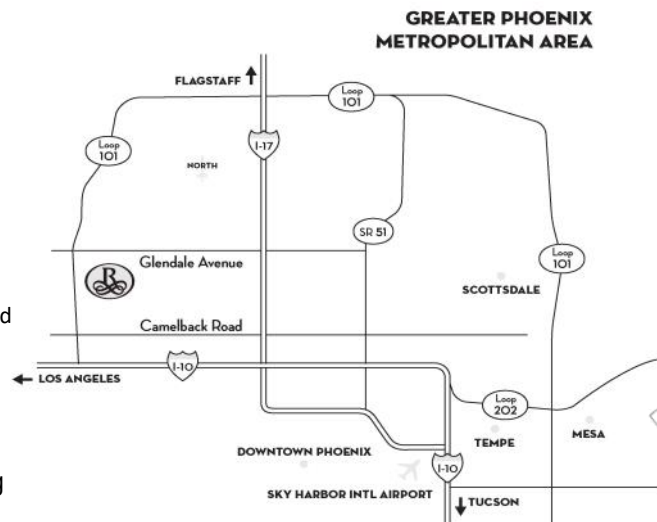 GREATER PHOENIX
METROPOLITAN AREA
FLAGSTAFF
Loop
101
Loop
101
I-17
NORTH
SR 51
Glendale Avenue
Loop
101
R
SCOTTSDALE
d
Camelback Road
I-10
LOS ANGELES
Loop
202
MESA
TEMPE
DOWNTOWN PHOENIX
I-10
g
SKY HARBOR INTL AIRPORT
TUCSON